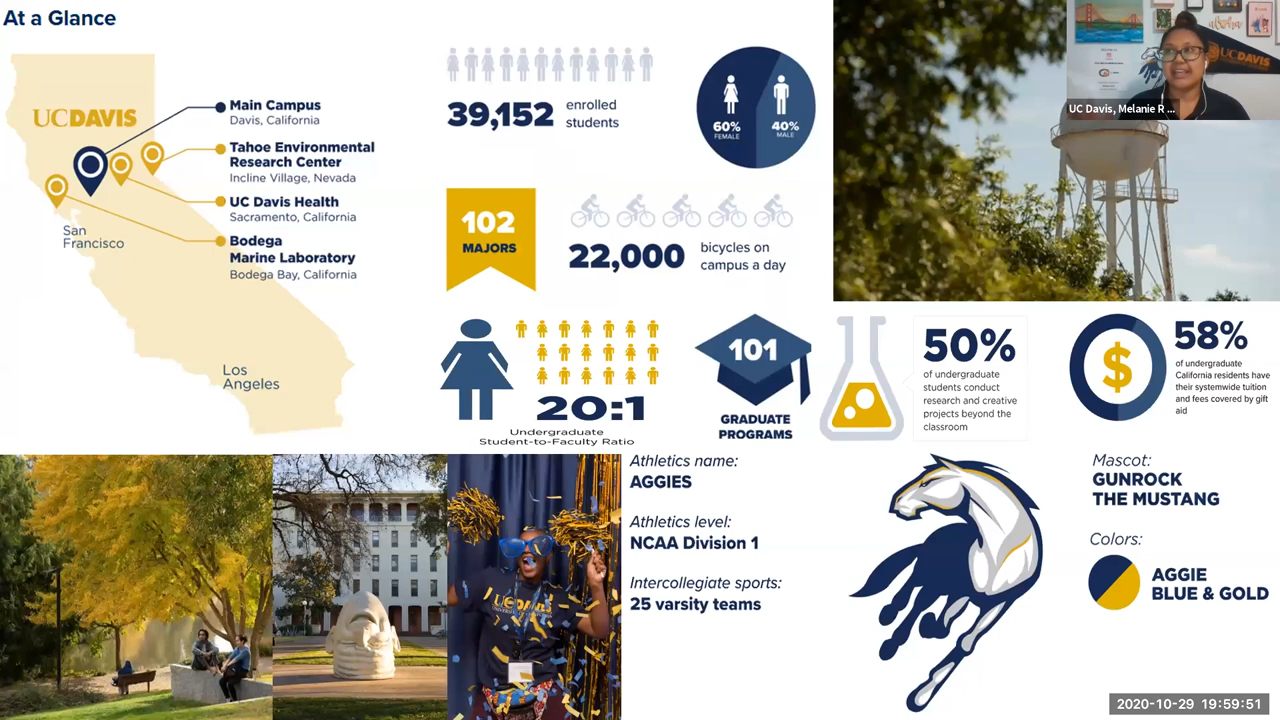 At a Glance
UCDAVIS
Main Campus
Davis, California
Tahoe Environmental
Research Center
Incline Village, Nevada
UC Davis Health
Sacramento, California
Bodega
Marine Laboratory
Bodega Bay, California
San
Francisco
Los
Angeles
39,152
enrolled
students
60%
FEMALE
40%
MALE
102
MAJORS
22,000
bicycles on
campus a day
20:1
Undergraduate
Student-to-Faculty Ratio
101
GRADUATE
PROGRAMS
50%
of undergraduate
students conduct
research and creative
projects beyond the
classroom
58%
of undergraduate
California residents have
their systemwide tuition
and fees covered by gift
aid
UC Davis, Melanie R ...
UCDAVIS
aloha
UCDAVIS
Athletics name:
AGGIES
Athletics level:
NCAA Division 1
Intercollegiate sports:
25 varsity teams
Mascot:
GUNROCK
THE MUSTANG
Colors:
AGGIE
BLUE & GOLD
2020-10-29 19:59:51